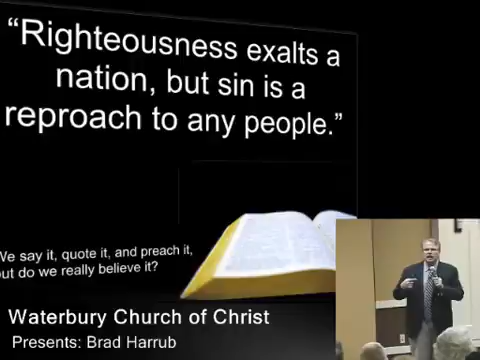 “Righteousness exalts a
nation, but sin is a
reproach to any people.”
We say it, quote it, and preach it,
but do we really believe it?
Waterbury Church of Christ
Presents: Brad Harrub